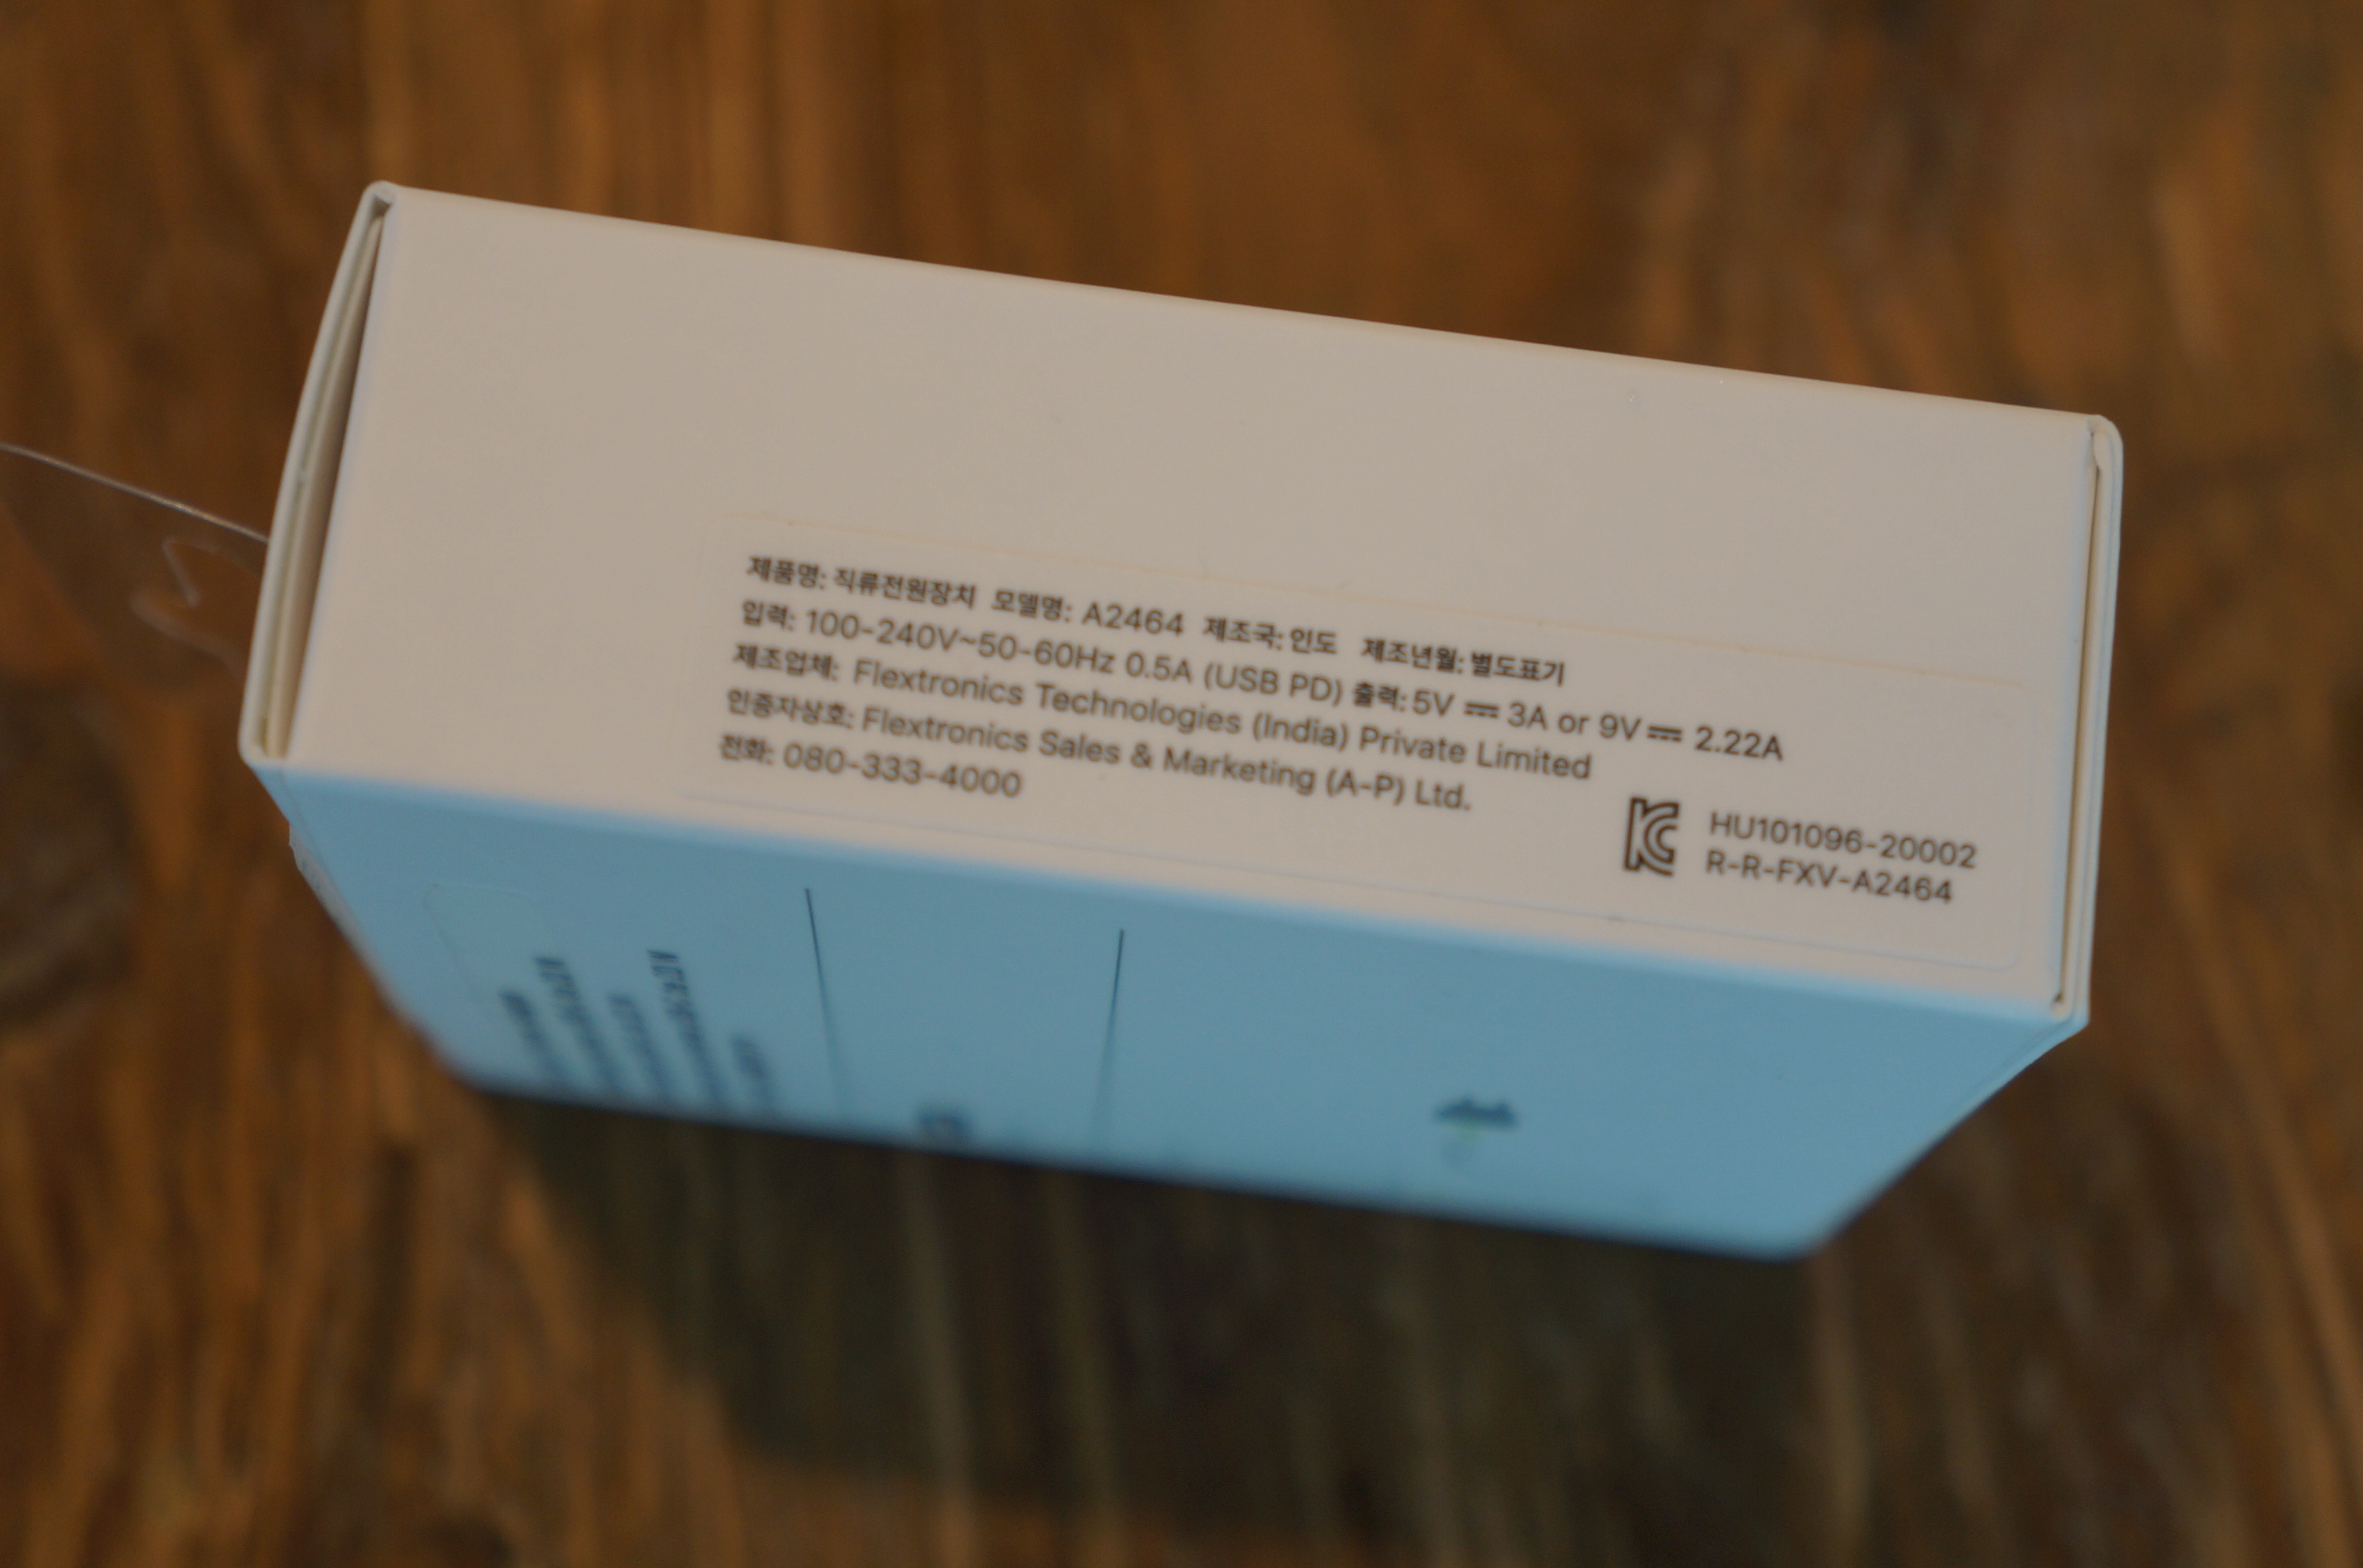 제품명: 직류전원장치 모델명: A2464 제조국: 인도 제조년월: 별도표기
입력: 100-240V~50-60Hz 0.5A (USB PD) 출력: 5V ⎓ 3A or 9V ⎓ 2.22A
제조업체: Flextronics Technologies (India) Private Limited
인증자상호: Flextronics Sales & Marketing (A-P) Ltd.
전화: 080-333-4000
HU101096-20002
R-R-FXV-A2464